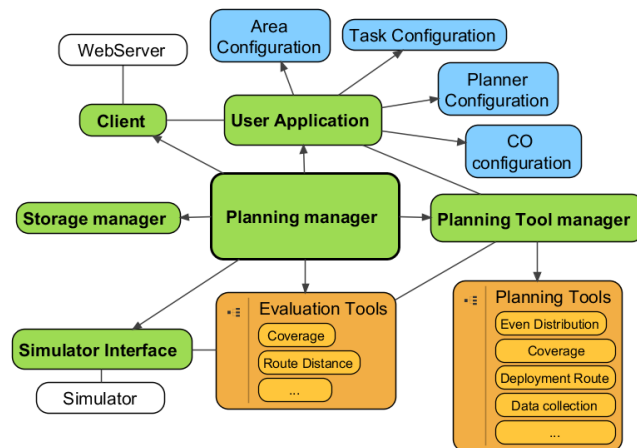 Area
Configuration
Task Configuration
WebServer
Planner
Configuration
Client
User Application
CO
configuration
Storage manager
Planning manager
Planning Tool manager
Evaluation Tools
Coverage
Route Distance
...
Planning Tools
Even Distribution
Coverage
Deployment Route
Data collection
...
Simulator Interface
Simulator